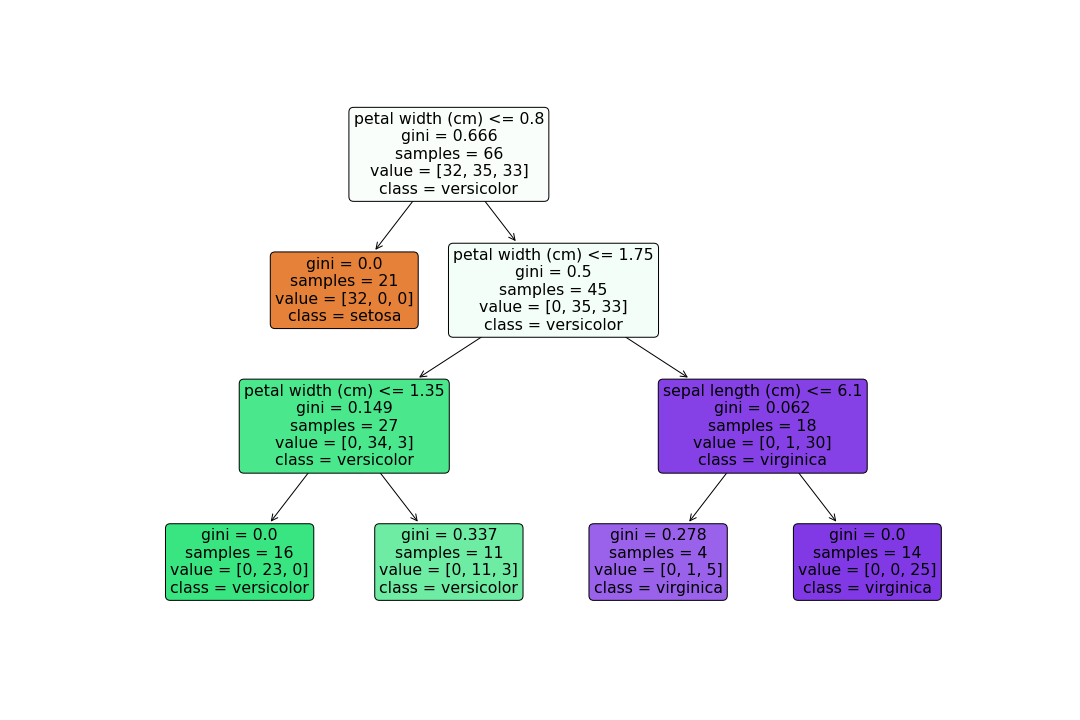 petal width (cm) <= 0.8
gini = 0.666
samples = 66
value = [32, 35, 33]
class = versicolor
gini = 0.0
samples = 21
value = [32, 0, 0]
class = setosa
petal width (cm) <= 1.75
gini = 0.5
samples = 45
value = [0, 35, 33]
class = versicolor
petal width (cm) <= 1.35
gini = 0.149
samples = 27
value = [0, 34, 3]
class = versicolor
sepal length (cm) <= 6.1
gini = 0.062
samples = 18
value = [0, 1, 30]
class = virginica
gini = 0.0
samples = 16
value = [0, 23, 0]
class = versicolor
gini = 0.337
samples = 11
value = [0, 11, 3]
class = versicolor
gini = 0.278
samples = 4
value = [0, 1, 5]
class = virginica
gini = 0.0
samples = 14
value = [0, 0, 25]
class = virginica